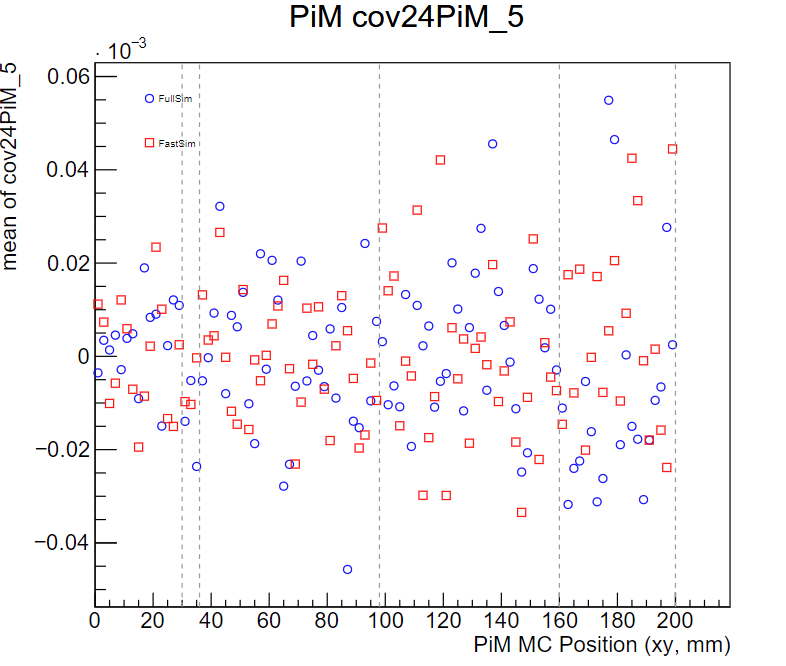 PiM cov24PiM_5
· 10−3
mean of cov24PiM_5
0.06
0.04
0.02
0
−0.02
−0.04
FullSim
FastSim
0 20 40 60 80 100 120 140 160 180 200
PiM MC Position (xy, mm)